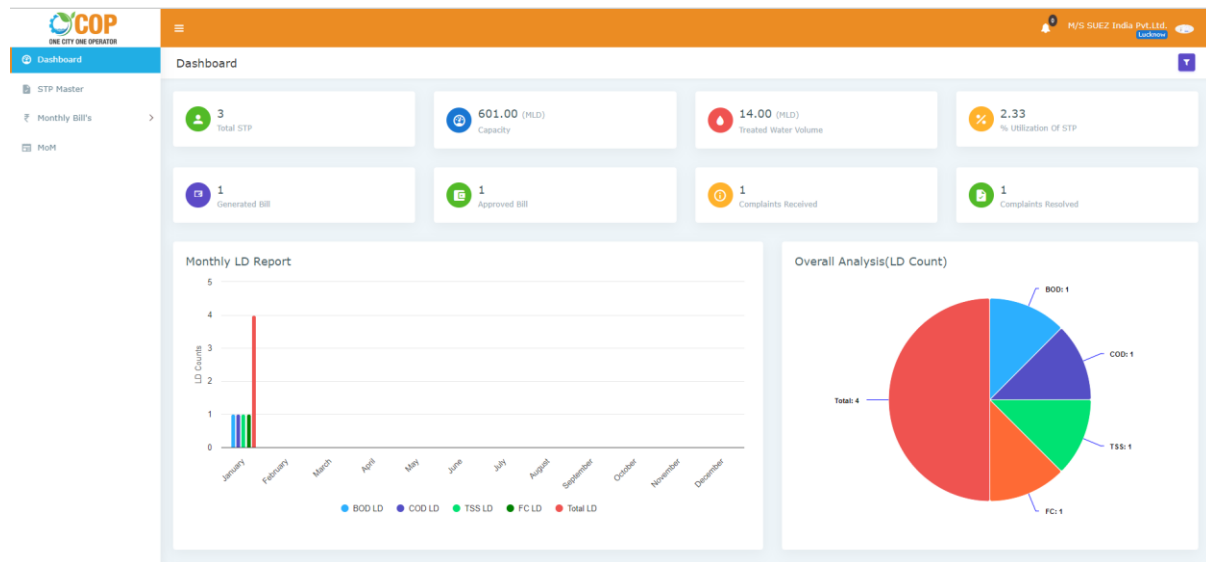 COP
ONE CITY ONE OPERATOR
M/S SUEZ India Pvt.Ltd.
Lucknow
Dashboard
STP Master
₹ Monthly Bill's
MoM
Dashboard
3
Total STP
601.00 (MLD)
Capacity
14.00 (MLD)
Treated Water Volume
2.33
% Utilization Of STP
1
Generated Bill
1
Approved Bill
1
Complaints Received
1
Complaints Resolved
Monthly LD Report
5
4
3
2
1
0
LD Counts
January
February
March
April
May
June
July
August
September
October
November
December
BOD LD
COD LD
TSS LD
FC LD
Total LD
Overall Analysis(LD Count)
BOD: 1
COD: 1
Total: 4
TSS: 1
FC: 1